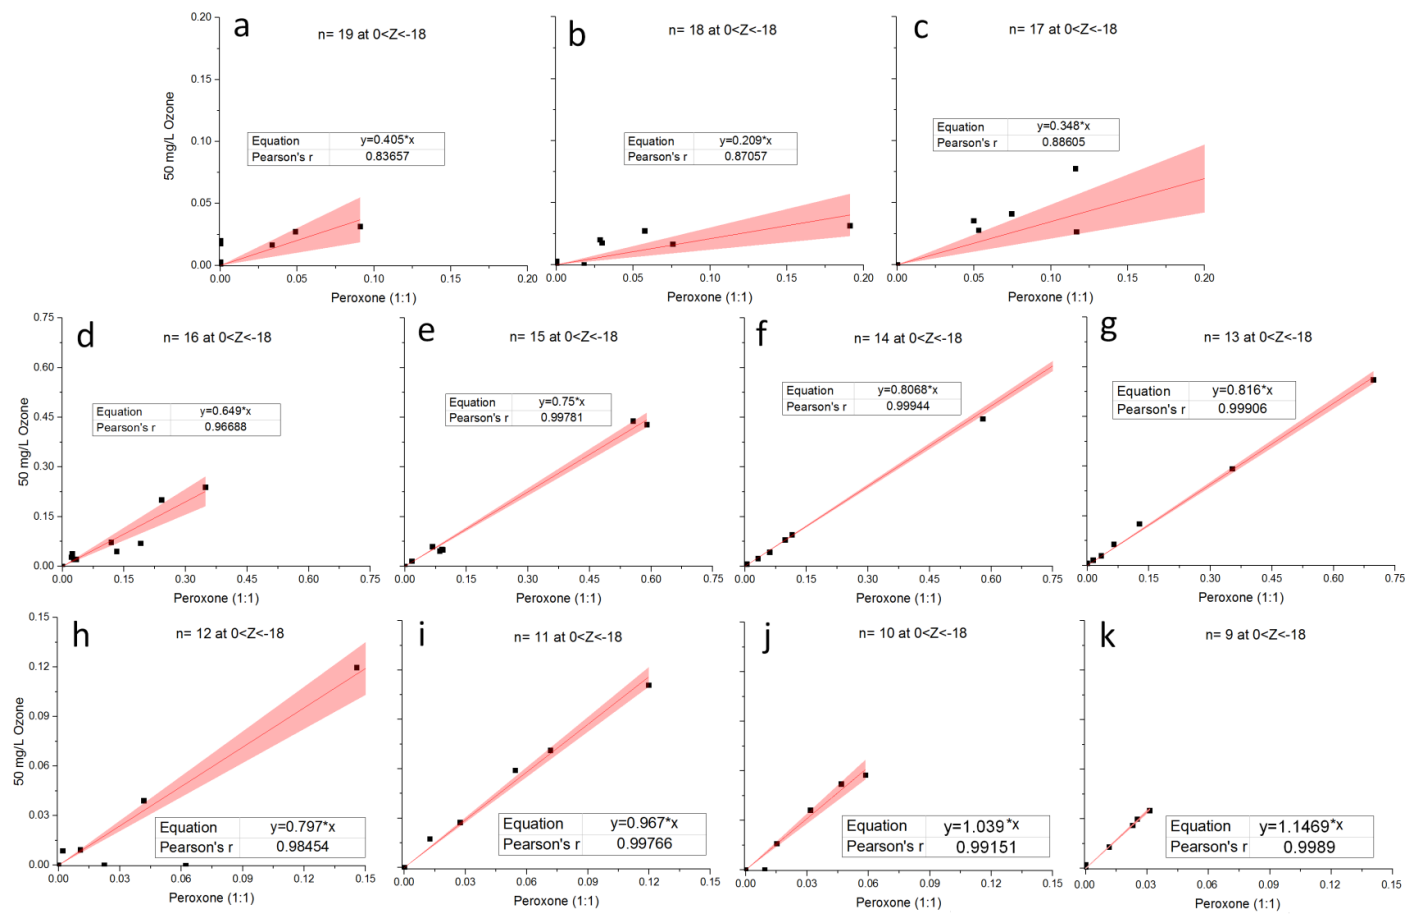 a
n= 19 at 0<Z<-18
Equation y=0.405*x
Pearson's r 0.83657
0.20
0.15
0.10
0.05
0.00
50 mg/L Ozone
0.00 0.05 0.10 0.15 0.20
Peroxone (1:1)
b
n= 18 at 0<Z<-18
Equation y=0.209*x
Pearson's r 0.87057
0.00 0.05 0.10 0.15 0.20
Peroxone (1:1)
c
n= 17 at 0<Z<-18
Equation y=0.348*x
Pearson's r 0.88605
0.00 0.05 0.10 0.15 0.20
Peroxone (1:1)
d
n= 16 at 0<Z<-18
Equation y=0.649*x
Pearson's r 0.96688
0.75
0.60
0.45
0.30
0.15
0.00
50 mg/L Ozone
0.00 0.15 0.30 0.45 0.60 0.75
Peroxone (1:1)
e
n= 15 at 0<Z<-18
Equation y=0.75*x
Pearson's r 0.99781
0.00 0.15 0.30 0.45 0.60 0.75
Peroxone (1:1)
f
n= 14 at 0<Z<-18
Equation y=0.8068*x
Pearson's r 0.99944
0.00 0.15 0.30 0.45 0.60 0.75
Peroxone (1:1)
g
n= 13 at 0<Z<-18
Equation y=0.816*x
Pearson's r 0.99906
0.00 0.15 0.30 0.45 0.60 0.75
Peroxone (1:1)
h
n= 12 at 0<Z<-18
0.15
0.12
0.09
0.06
0.03
0.00
50 mg/L Ozone
Equation y=0.797*x
Pearson's r 0.98454
0.00 0.03 0.06 0.09 0.12 0.15
Peroxone (1:1)
i
n= 11 at 0<Z<-18
Equation y=0.967*x
Pearson's r 0.99766
0.00 0.03 0.06 0.09 0.12 0.15
Peroxone (1:1)
j
n= 10 at 0<Z<-18
Equation y=1.039*x
Pearson's r 0.99151
0.00 0.03 0.06 0.09 0.12 0.15
Peroxone (1:1)
k
n= 9 at 0<Z<-18
Equation y=1.1469*x
Pearson's r 0.9989
0.00 0.03 0.06 0.09 0.12 0.15
Peroxone (1:1)